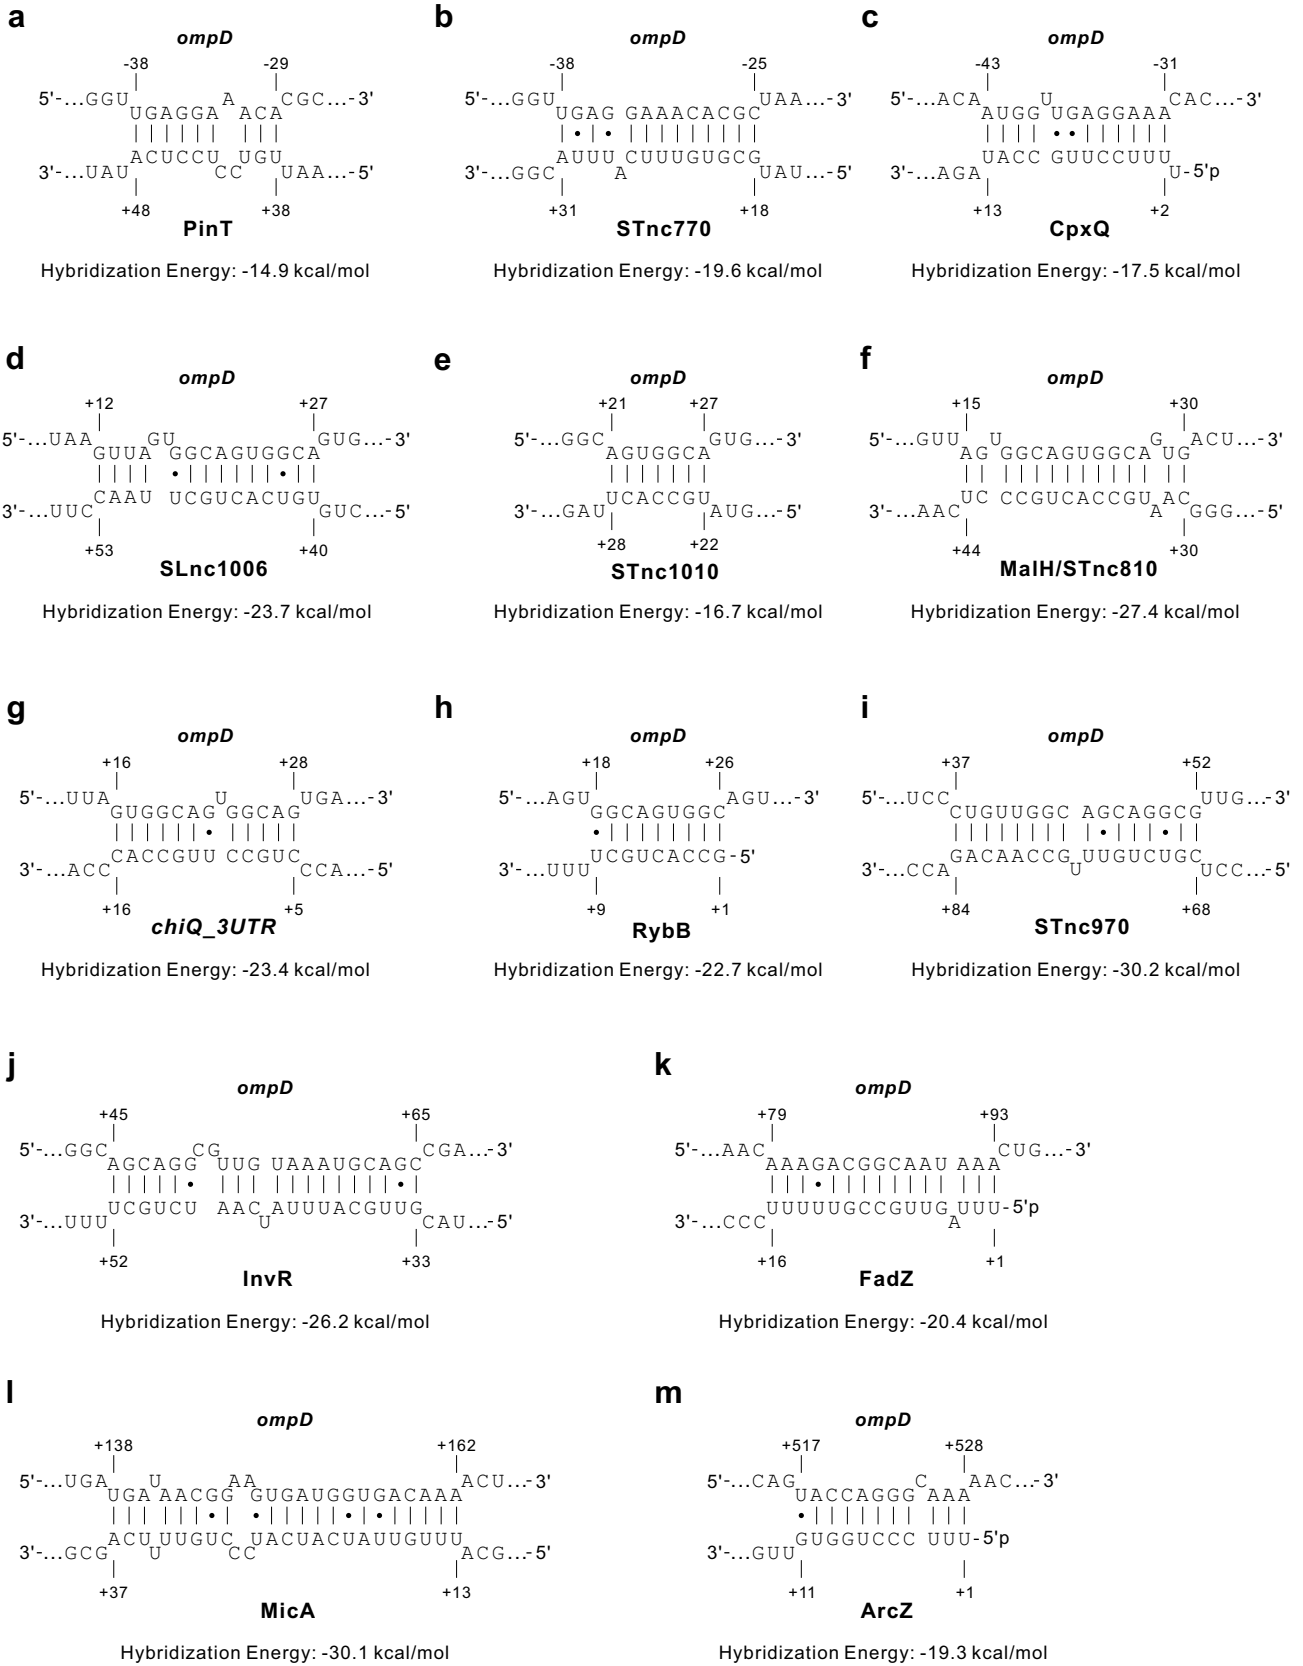 a
ompD
-38 -29
5'-...GGU A CGC...-3'
UGAGGA ACA
ACUCCU UGU
3'-...UAU CC UAA...-5'
+48 +38
PinT
Hybridization Energy: -14.9 kcal/mol
b
ompD
-38 -25
5'-...GGU UAA...-3'
UGAG GAAACACGC
AUUU CUUUGUGCG
3'-...GGC A UAU...-5'
+31 +18
STnc770
Hybridization Energy: -19.6 kcal/mol
c
ompD
-43 -31
5'-...ACA U CAC...-3'
AUGG UGAGGAAA
UACC GUUCCUUU
3'-...AGA U-5'p
+13 +2
CpxQ
Hybridization Energy: -17.5 kcal/mol
d
ompD
+12 +27
5'-...UAA GU GUG...-3'
GUUA GGCAGUGGCA
CAAU UCGUCACUGU
3'-...UUC GUC...-5'
+53 +40
SLnc1006
Hybridization Energy: -23.7 kcal/mol
e
ompD
+21 +27
5'-...GGC GUG...-3'
AGUGGCA
UCACCGU
3'-...GAU AUG...-5'
+28 +22
STnc1010
Hybridization Energy: -16.7 kcal/mol
f
ompD
+15 +30
5'-...GUU U G ACU...-3'
AG GGCAGUGGCA UG
UC CCGUCACCGU AC
3'-...AAC A GGG...-5'
+44 +30
MalH/STnc810
Hybridization Energy: -27.4 kcal/mol
g
ompD
+16 +28
5'-...UUA U UGA...-3'
GUGGCAG GGCAG
CACCGUU CCGUC
3'-...ACC CCA...-5'
+16 +5
chiQ_3UTR
Hybridization Energy: -23.4 kcal/mol
h
ompD
+18 +26
5'-...AGU AGU...-3'
GGCAGUGGC
UCGUCACCG-5'
3'-...UUU
+9 +1
RybB
Hybridization Energy: -22.7 kcal/mol
i
ompD
+37 +52
5'-...UCC UUG...-3'
CUGUUGGC AGCAGGCG
GACAACCG UUGUCUGC
3'-...CCA U UCC...-5'
+84 +68
STnc970
Hybridization Energy: -30.2 kcal/mol
j
ompD
+45 +65
5'-...GGC CG CGA...-3'
AGCAGG UUG UAAAUGCAGC
UCGUCU AAC AUUUACGUUG
3'-...UUU U CAU...-5'
+52 +33
InvR
Hybridization Energy: -26.2 kcal/mol
k
ompD
+79 +93
5'-...AAC CUG...-3'
AAAGACGGCAAU AAA
UUUUUGCCGUUG UUU-5'p
3'-...CCC A
+16 +1
FadZ
Hybridization Energy: -20.4 kcal/mol
l
ompD
+138 +162
5'-...UGA U AA ACU...-3'
UGA AACGG GUGAUGGUGACAAA
ACU UUGUC UACUACUAUUGUUU
3'-...GCG U CC ACG...-5'
+37 +13
MicA
Hybridization Energy: -30.1 kcal/mol
m
ompD
+517 +528
5'-...CAG C AAC...-3'
UACCAGGG AAA
GUGGUCCC UUU-5'p
3'-...GUU
+11 +1
ArcZ
Hybridization Energy: -19.3 kcal/mol